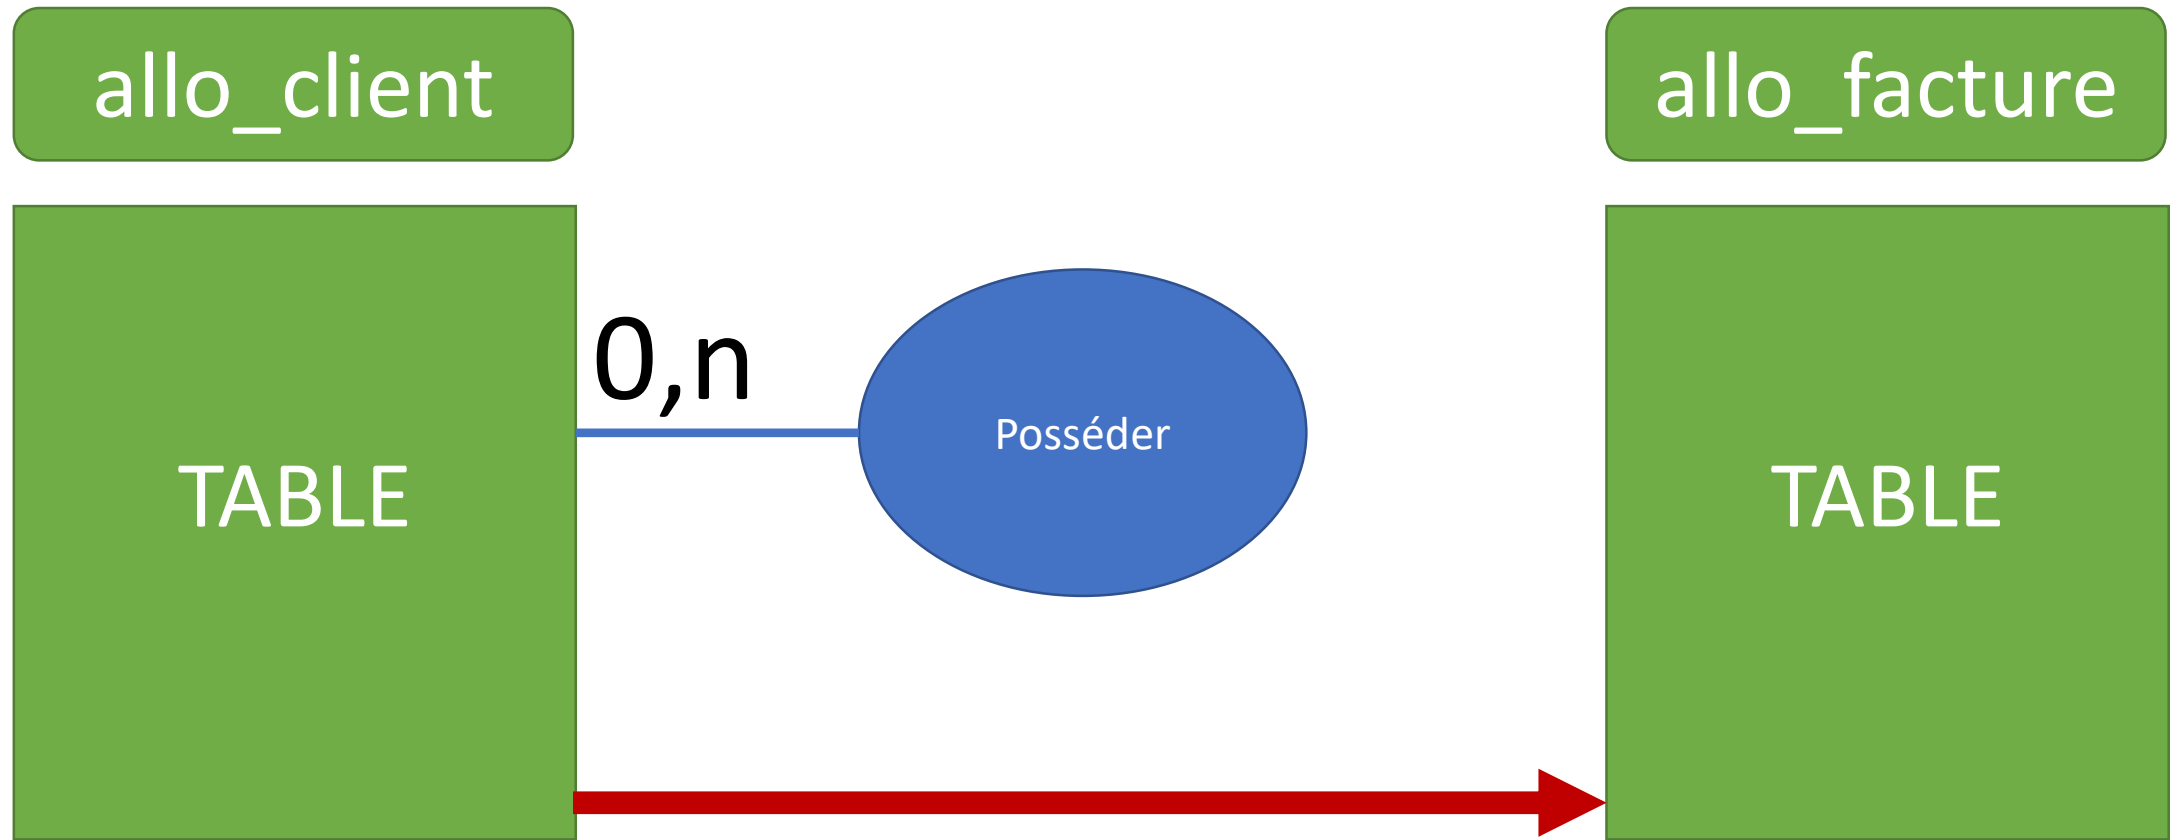 allo_client
allo_facture
0,n
Posséder
TABLE
TABLE